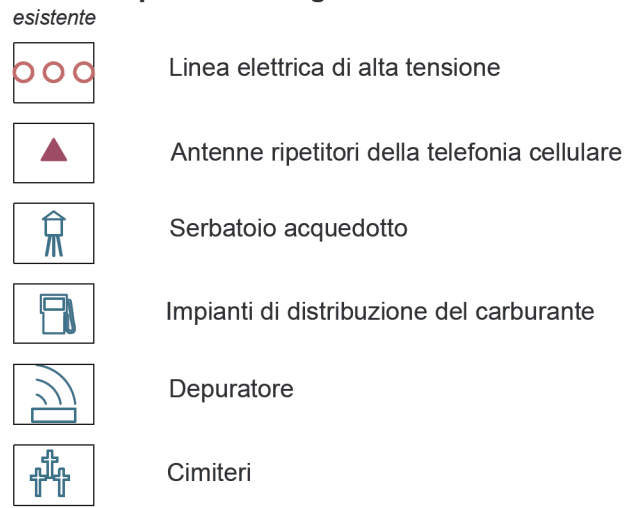 esistente
Linea elettrica di alta tensione
Antenne ripetitori della telefonia cellulare
Serbatoio acquedotto
Impianti di distribuzione del carburante
Depuratore
Cimiteri